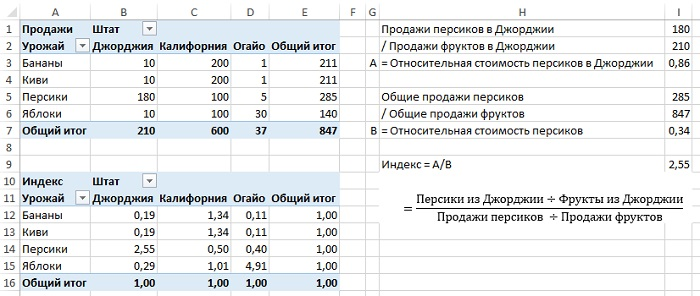 A B C D E F G H I
1 Продажи Штат Продажи персиков в Джорджии 180
2 Урожай Джорджия Калифорния Огайо Общий итог / Продажи фруктов в Джорджии 210
3 Бананы 10 200 1 211 A = Относительная стоимость персиков в Джорджии 0,86
4 Киви 10 200 1 211
5 Персики 180 100 5 285 Общие продажи персиков 285
6 Яблоки 10 100 30 140 / Общие продажи фруктов 847
7 Общий итог 210 600 37 847 B = Относительная стоимость персиков 0,34
8
9 Индекс = A/B 2,55
10 Индекс Штат
11 Урожай Джорджия Калифорния Огайо Общий итог
12 Бананы 0,19 1,34 0,11 1,00
13 Киви 0,19 1,34 0,11 1,00
14 Персики 2,55 0,50 0,40 1,00
15 Яблоки 0,29 1,01 4,91 1,00
16 Общий итог 1,00 1,00 1,00 1,00
= Персики из Джорджии ÷ Фрукты из Джорджии
Продажи персиков ÷ Продажи фруктов